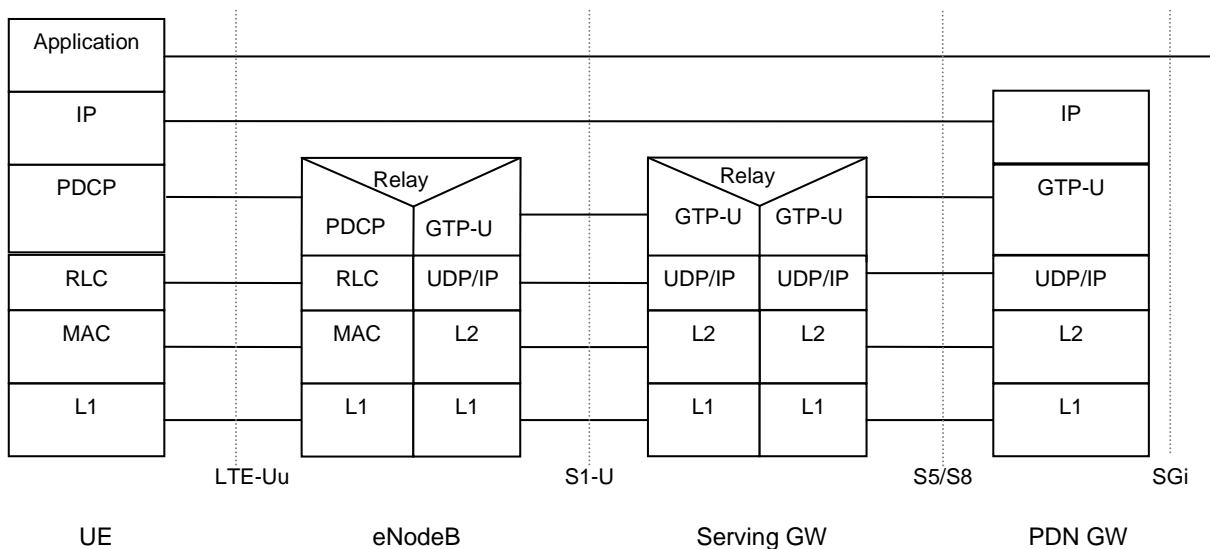 Application
IP
IP
PDCP
Relay
Relay
GTP-U
PDCP
GTP-U
GTP-U
GTP-U
RLC
RLC
UDP/IP
UDP/IP
UDP/IP
UDP/IP
MAC
MAC
L2
L2
L2
L2
L1
L1
L1
L1
L1
L1
LTE-Uu
S1-U
S5/S8
SGi
UE
eNodeB
Serving GW
PDN GW